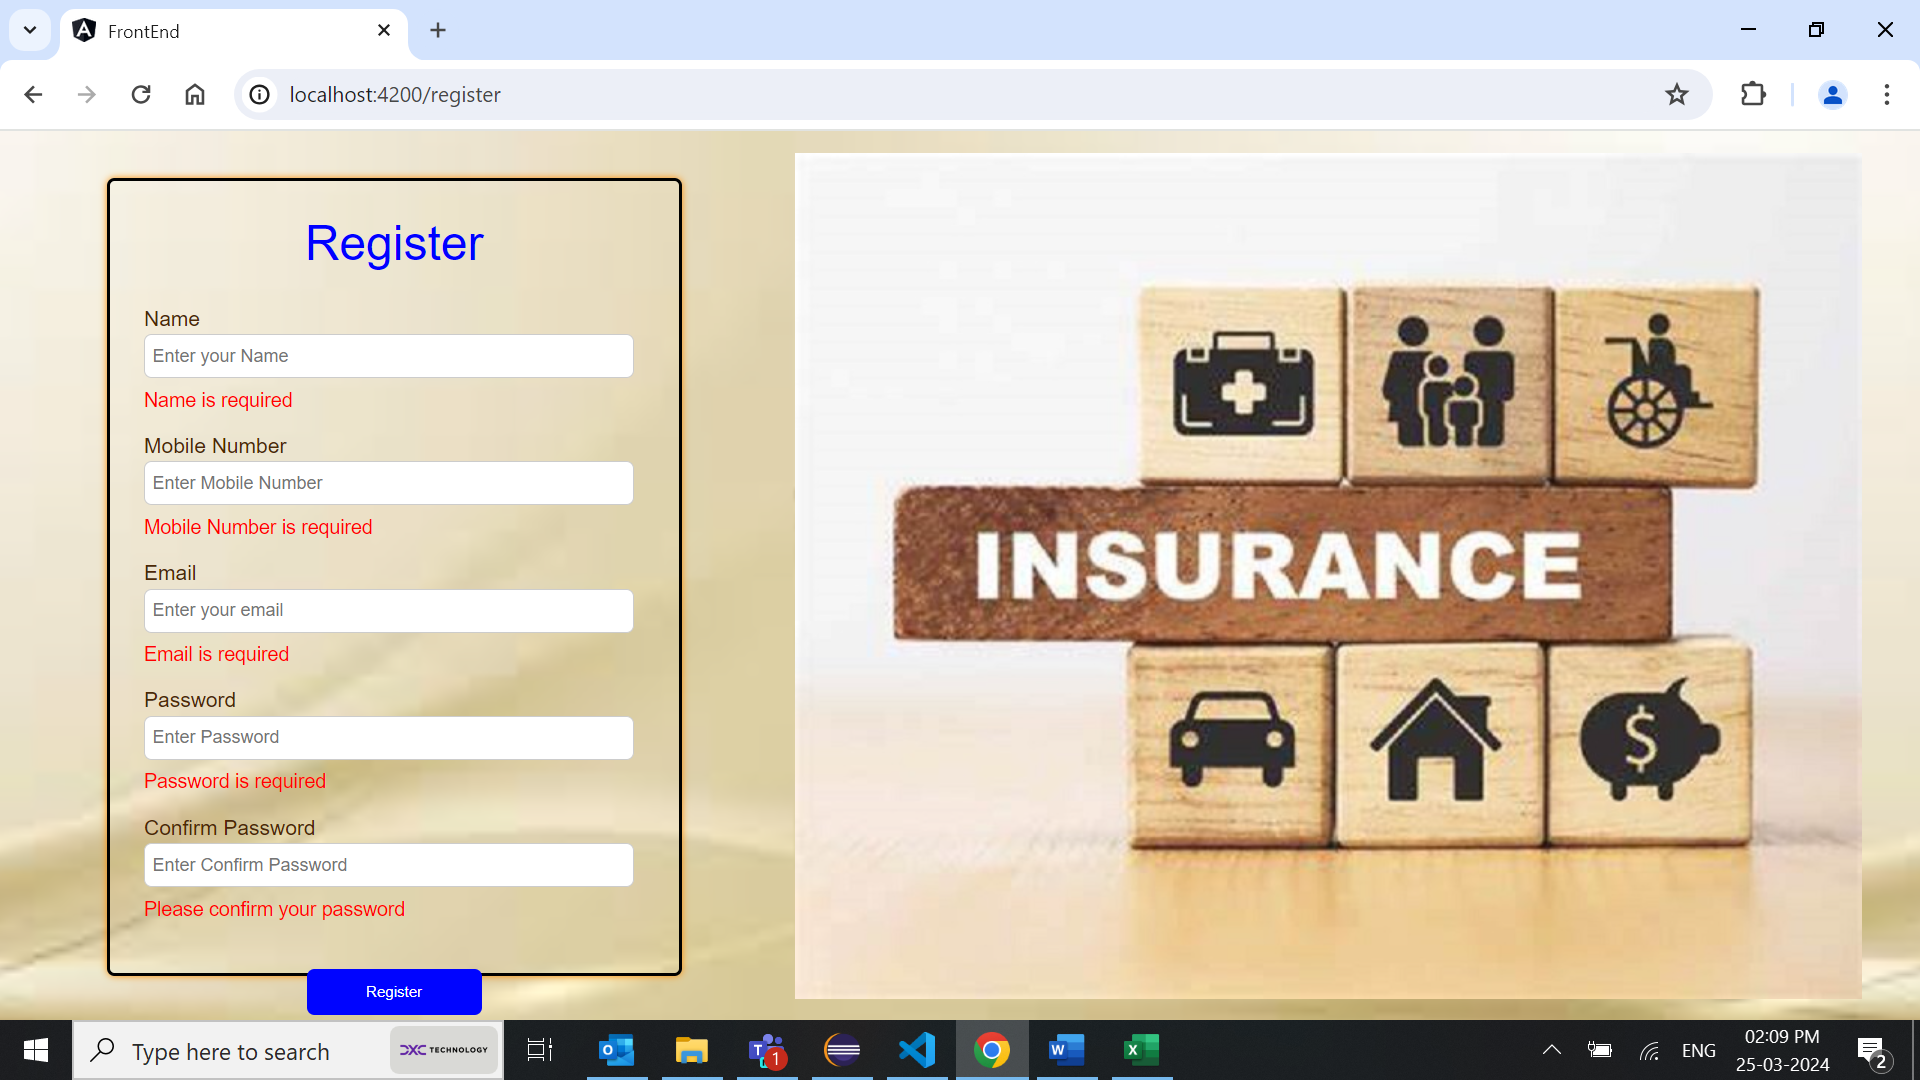 FrontEnd
localhost:4200/register
Register
Name
Enter your Name
Name is required
Mobile Number
Enter Mobile Number
Mobile Number is required
Email
Enter your email
Email is required
Password
Enter Password
Password is required
Confirm Password
Enter Confirm Password
Please confirm your password
Register
INSURANCE
$
Type here to search
DXC TECHNOLOGY
O
T
1
W
X
ENG
02:09 PM
25-03-2024
2